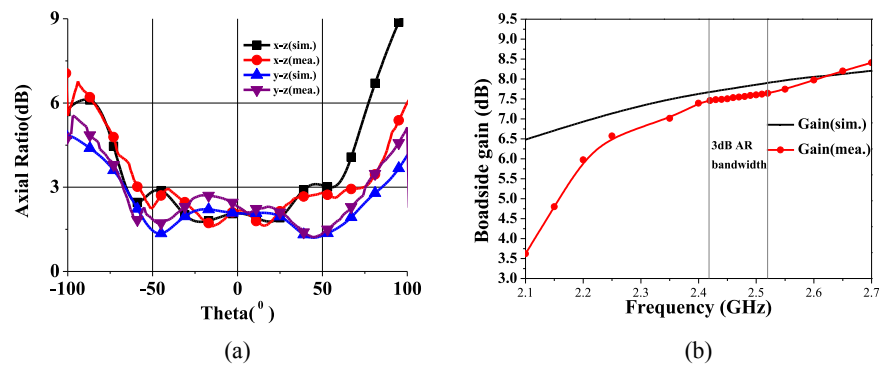 (a)
9
6
3
0
Axial Ratio(dB)
x-z(sim.)
x-z(mea.)
y-z(sim.)
y-z(mea.)
-100
-50
0
50
100
Theta(⁰)
(a)
(b)
9.0
8.5
8.0
7.5
7.0
6.5
6.0
5.5
5.0
4.5
4.0
3.5
3.0
Boadside gain (dB)
Gain(sim.)
Gain(mea.)
3dB AR
bandwidth
2.1
2.2
2.3
2.4
2.5
2.6
2.7
Frequency (GHz)
(b)